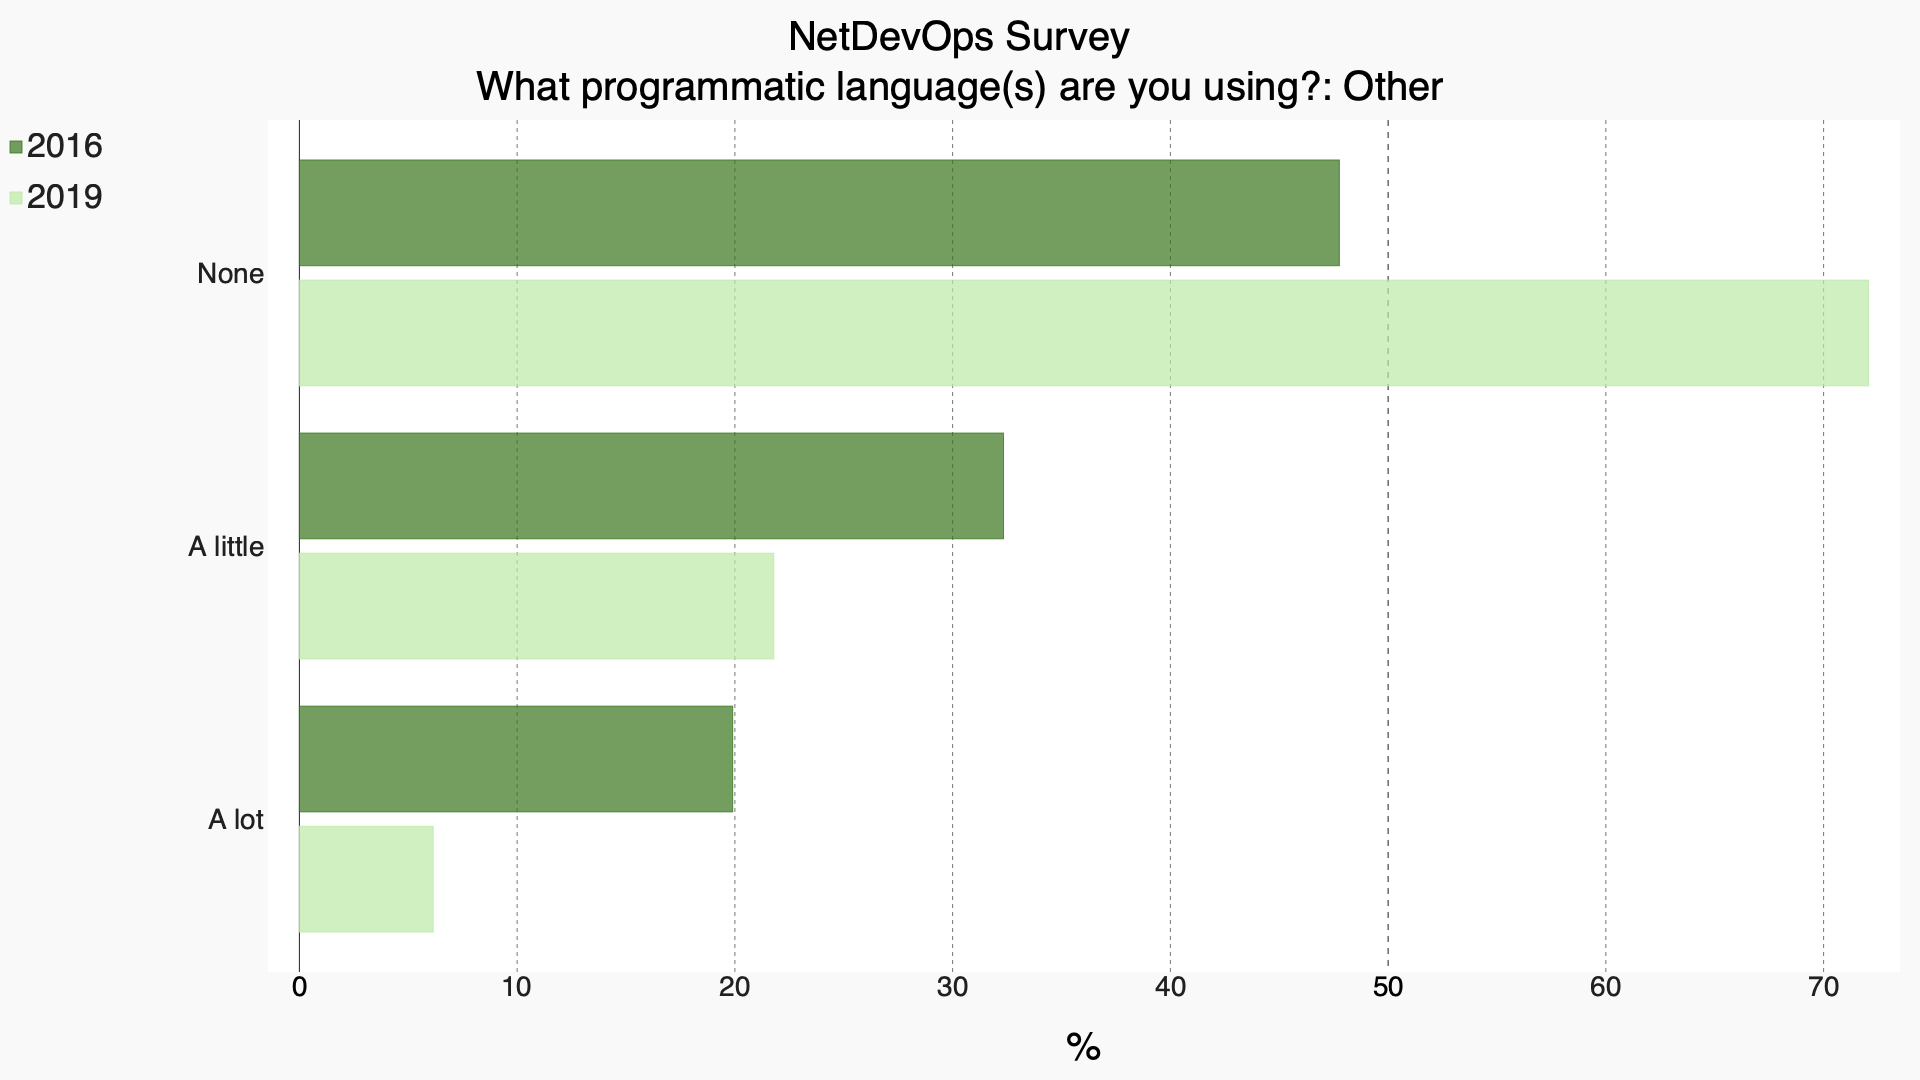 NetDevOps Survey
What programmatic language(s) are you using?: Other
2016
2019
None
A little
A lot
0 10 20 30 40 50 60 70
%